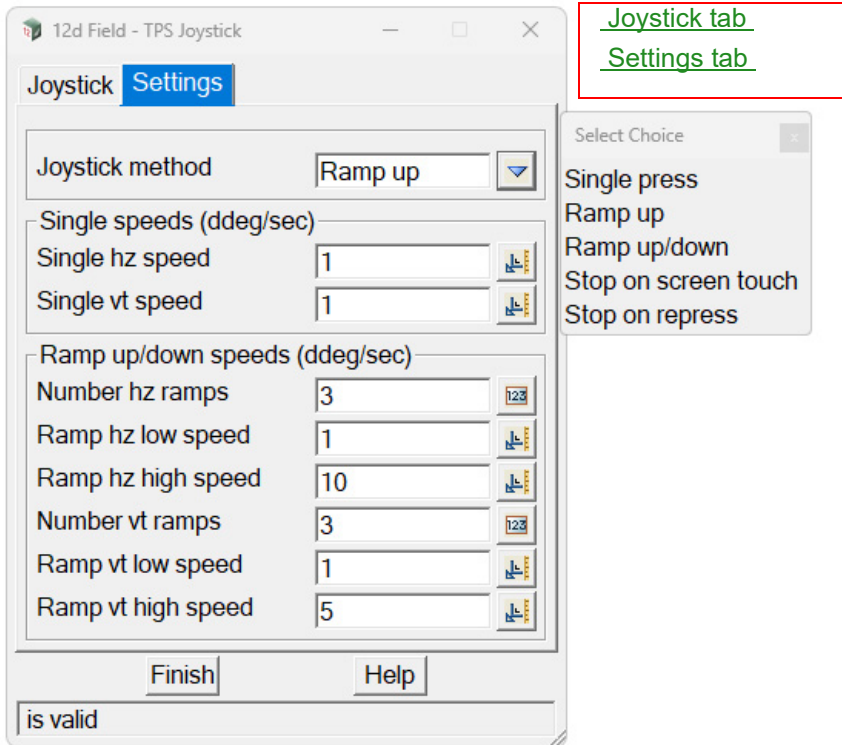 12d Field - TPS Joystick
Joystick Settings
Joystick method Ramp up
Single speeds (ddeg/sec)
Single hz speed 1
Single vt speed 1
Ramp up/down speeds (ddeg/sec)
Number hz ramps 3 123
Ramp hz low speed 1
Ramp hz high speed 10
Number vt ramps 3 123
Ramp vt low speed 1
Ramp vt high speed 5
Finish Help
is valid
Joystick tab
Settings tab
Select Choice x
Single press
Ramp up
Ramp up/down
Stop on screen touch
Stop on repress